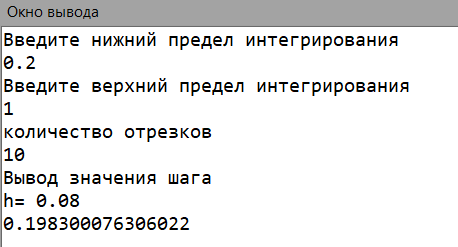 Окно вывода
Введите нижний предел интегрирования
0.2
Введите верхний предел интегрирования
1
количество отрезков
10
Вывод значения шага
h= 0.08
0.198300076306022